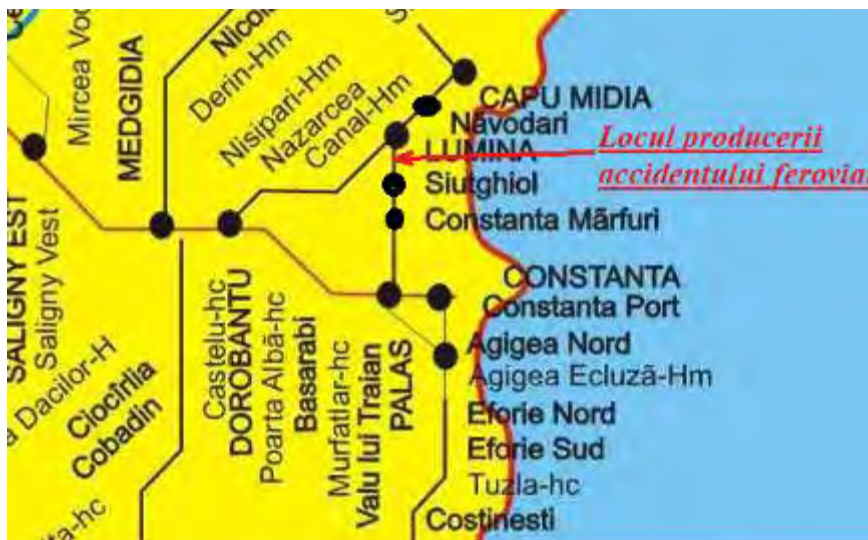 Mircea Vod
MEDGIDIA
Derin-Hm
Nisipari-Hm
Nazarcea
Canal-Hm
CAPU MIDIA
Năvodari
LUMINA
Siutghiol
Constanta Mărfuri
Locul producerii
accidentului feroviar
SALIGNY EST
Saligny Vest
CONSTANTA
Constanta Port
Agigea Nord
Agigea Ecluză-Hm
Eforie Nord
Eforie Sud
Tuzla-hc
Costinesti
Castelu-hc
DOROBANTU
Poarta Albă-hc
Basarabi
Murfatlar-hc
Valu lui Traian
PALAS
Dacilor-H
Ciocîrlia
Cobadin